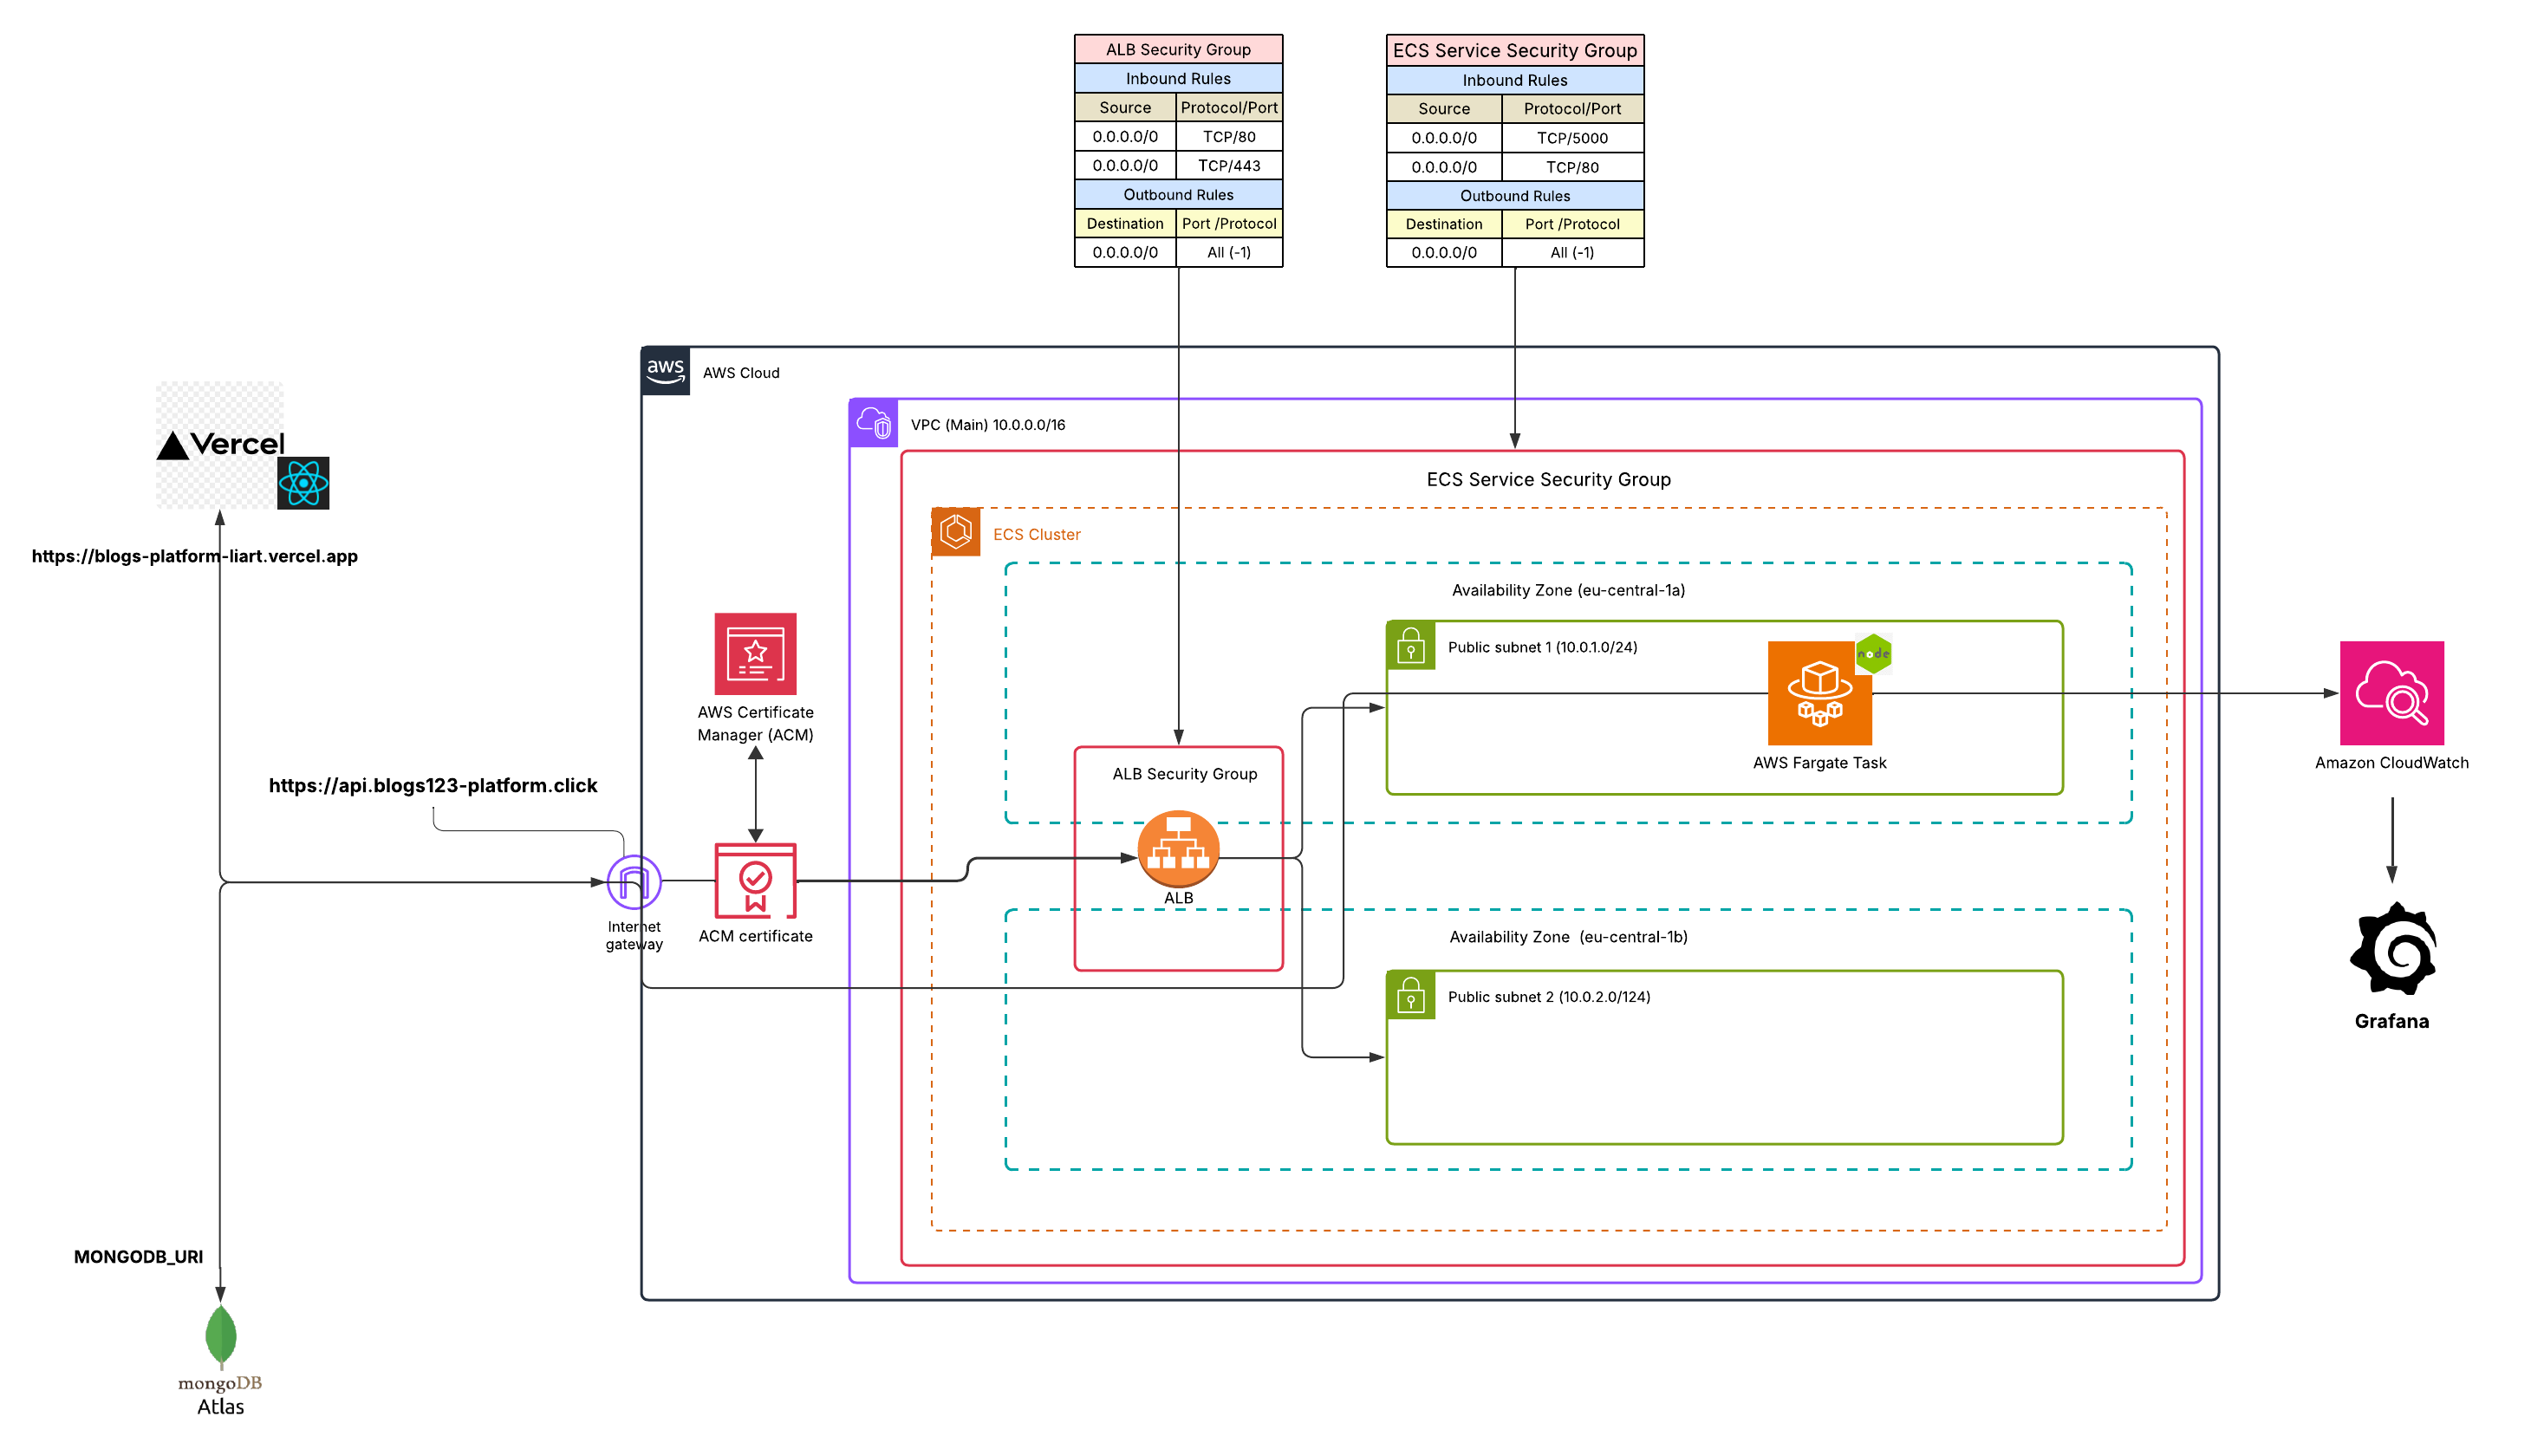 ALB Security Group
Inbound Rules
Source Protocol/Port
0.0.0.0/0 TCP/80
0.0.0.0/0 TCP/443
Outbound Rules
Destination Port /Protocol
0.0.0.0/0 All (-1)
ECS Service Security Group
Inbound Rules
Source Protocol/Port
0.0.0.0/0 TCP/5000
0.0.0.0/0 TCP/80
Outbound Rules
Destination Port /Protocol
0.0.0.0/0 All (-1)
aws
AWS Cloud
VPC (Main) 10.0.0.0/16
ECS Service Security Group
ECS Cluster
Vercel
https://blogs-platform-liart.vercel.app
Availability Zone (eu-central-1a)
Public subnet 1 (10.0.1.0/24)
node
AWS Fargate Task
Amazon CloudWatch
AWS Certificate
Manager (ACM)
https://api.blogs123-platform.click
ALB Security Group
ALB
Internet
gateway
ACM certificate
Availability Zone (eu-central-1b)
Public subnet 2 (10.0.2.0/124)
Grafana
MONGODB_URI
mongoDB
Atlas